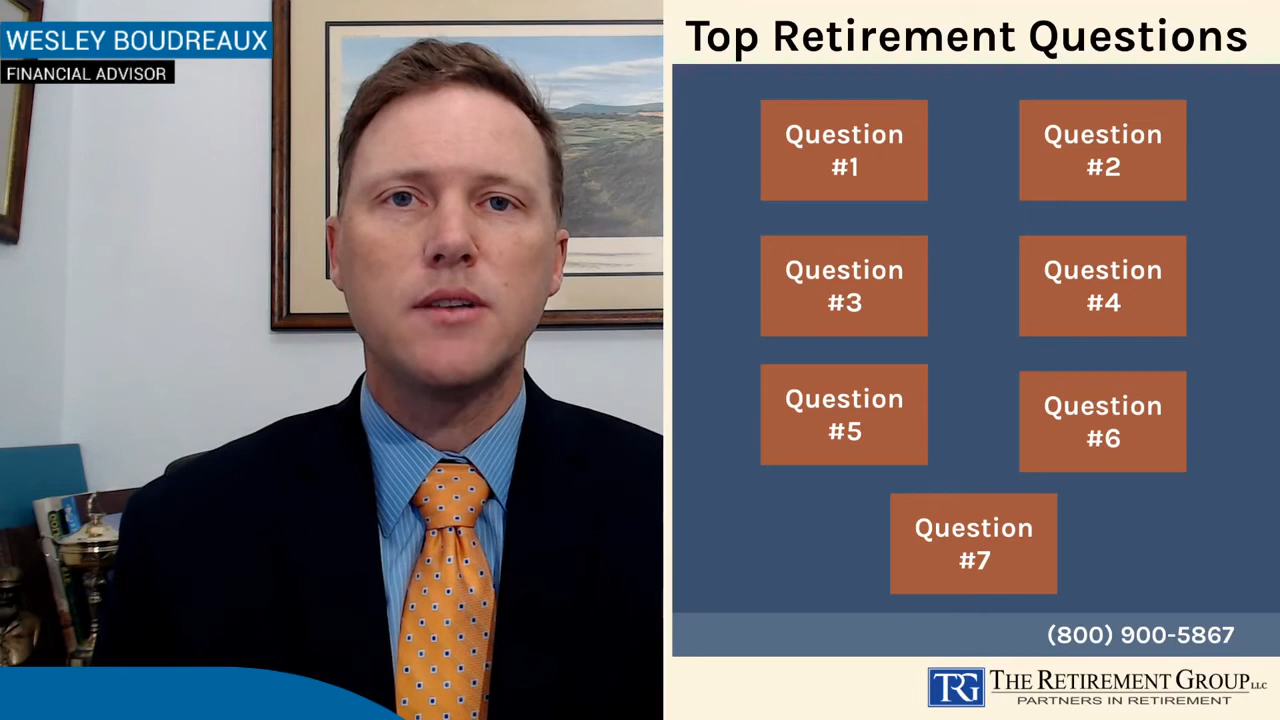 WESLEY BOUDREAUX
FINANCIAL ADVISOR
Top Retirement Questions
Question
#1
Question
#2
Question
#3
Question
#4
Question
#5
Question
#6
Question
#7
(800) 900-5867
TRG THE RETIREMENT GROUP LLC
PARTNERS IN RETIREMENT